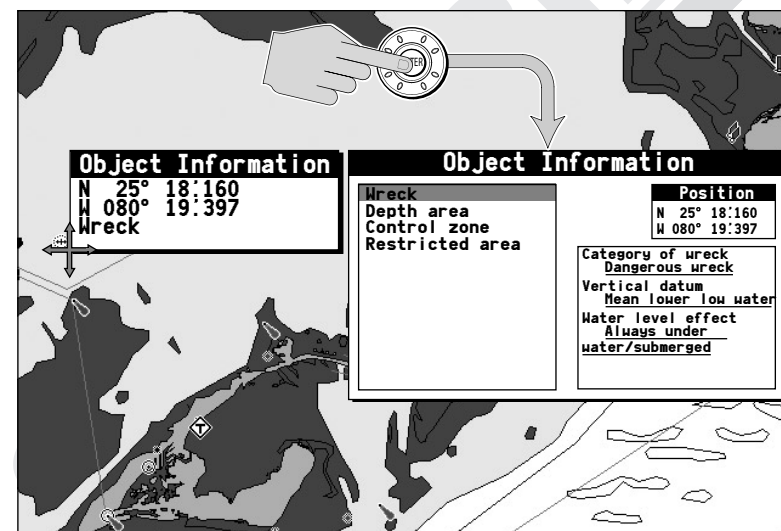 Object Information
N 25° 18.'160
W 080° 19.'397
Wreck
Object Information
Wreck
Depth area
Control zone
Restricted area
Position
N 25° 18.'160
W 080° 19.'397
Category of wreck
Dangerous wreck
Vertical datum
Mean lower low water
Water level effect
Always under
water/submerged
T